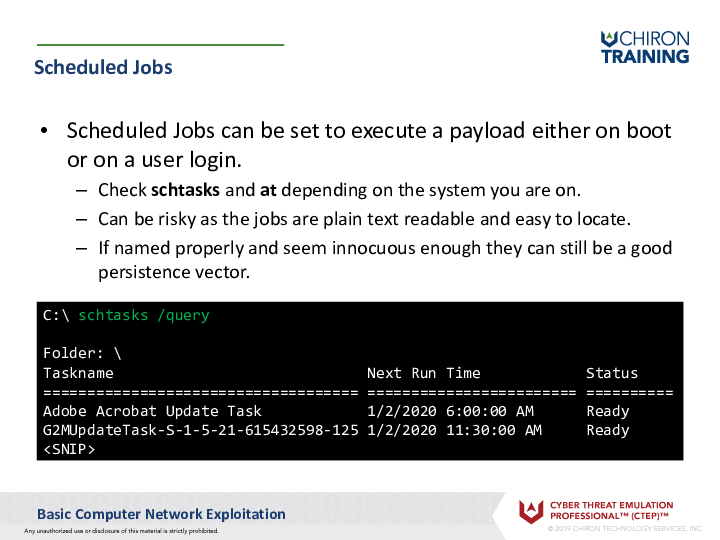 CHIRON
TRAINING
Scheduled Jobs
• Scheduled Jobs can be set to execute a payload either on boot
or on a user login.
– Check schtasks and at depending on the system you are on.
– Can be risky as the jobs are plain text readable and easy to locate.
– If named properly and seem innocuous enough they can still be a good
persistence vector.
C:\ schtasks /query
Folder: \
Taskname Next Run Time Status
==================================== ======================== ==========
Adobe Acrobat Update Task 1/2/2020 6:00:00 AM Ready
G2MUpdateTask-S-1-5-21-615432598-125 1/2/2020 11:30:00 AM Ready
<SNIP>
Basic Computer Network Exploitation
Any unauthorized use or disclosure of this material is strictly prohibited.
CYBER THREAT EMULATION
PROFESSIONAL™ (CTEP)™
© 2019 CHIRON TECHNOLOGY SERVICES, INC.